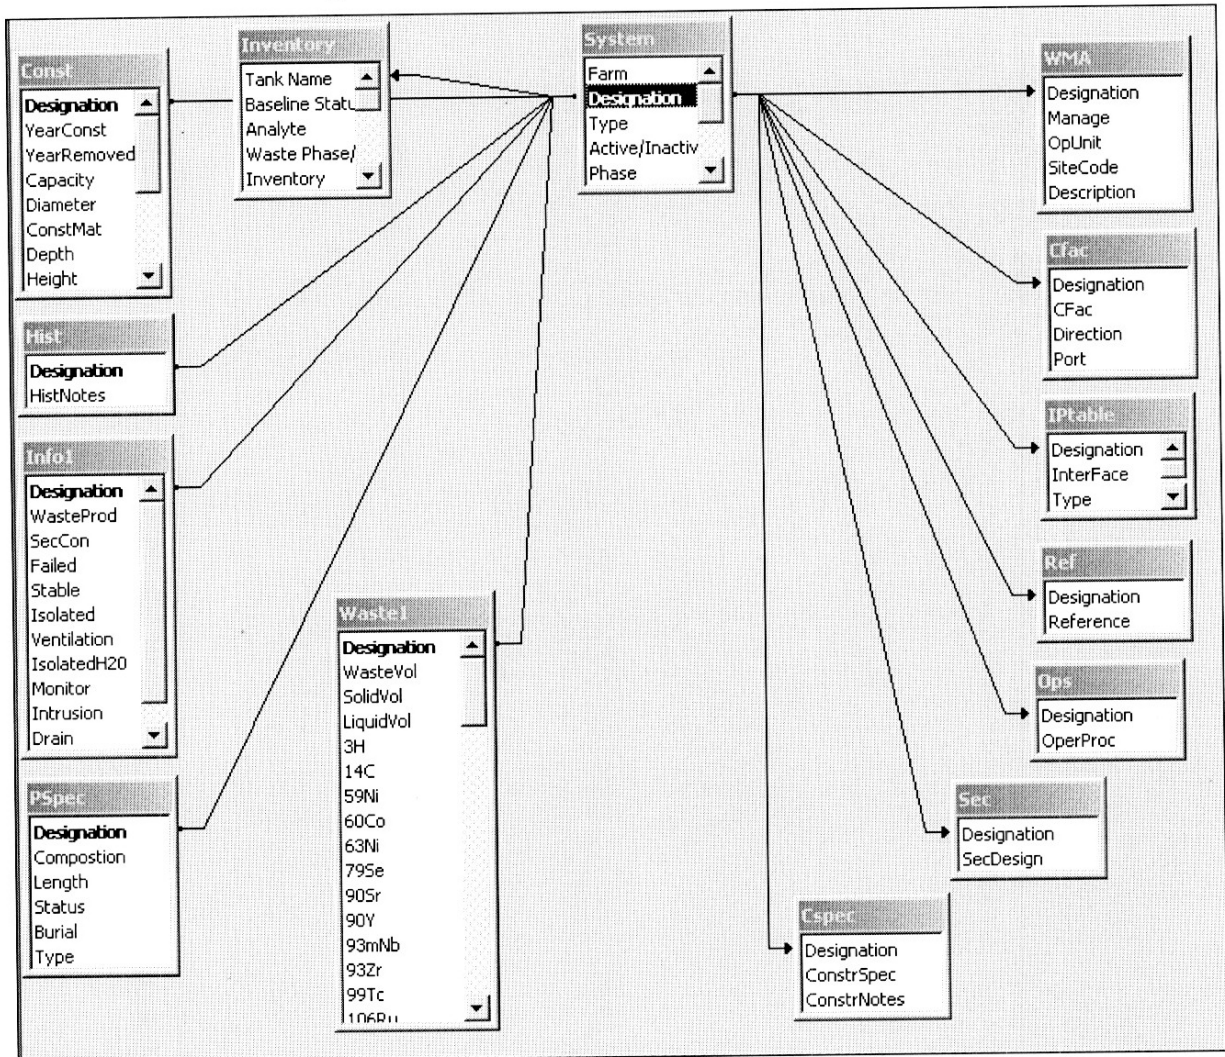 Const
Designation
YearConst
YearRemoved
Capacity
Diameter
ConstMat
Depth
Height
Inventory
Tank Name
Baseline Statu
Analyte
Waste Phase/
Inventory
System
Farm
Designation
Type
Active/Inactiv
Phase
WMA
Designation
Manage
OpUnit
SiteCode
Description
Hist
Designation
HistNotes
Cfac
Designation
CFac
Direction
Port
Info1
Designation
WasteProd
SecCon
Failed
Stable
Isolated
Ventilation
IsolatedH20
Monitor
Intrusion
Drain
IPtable
Designation
InterFace
Type
Ref
Designation
Reference
Waste1
Designation
WasteVol
SolidVol
LiquidVol
3H
14C
59Ni
60Co
63Ni
79Se
90Sr
90Y
93mNb
93Zr
99Tc
106Ru
Ops
Designation
OperProc
PSpec
Designation
Compostion
Length
Status
Burial
Type
Sec
Designation
SecDesign
Cspec
Designation
ConstrSpec
ConstrNotes